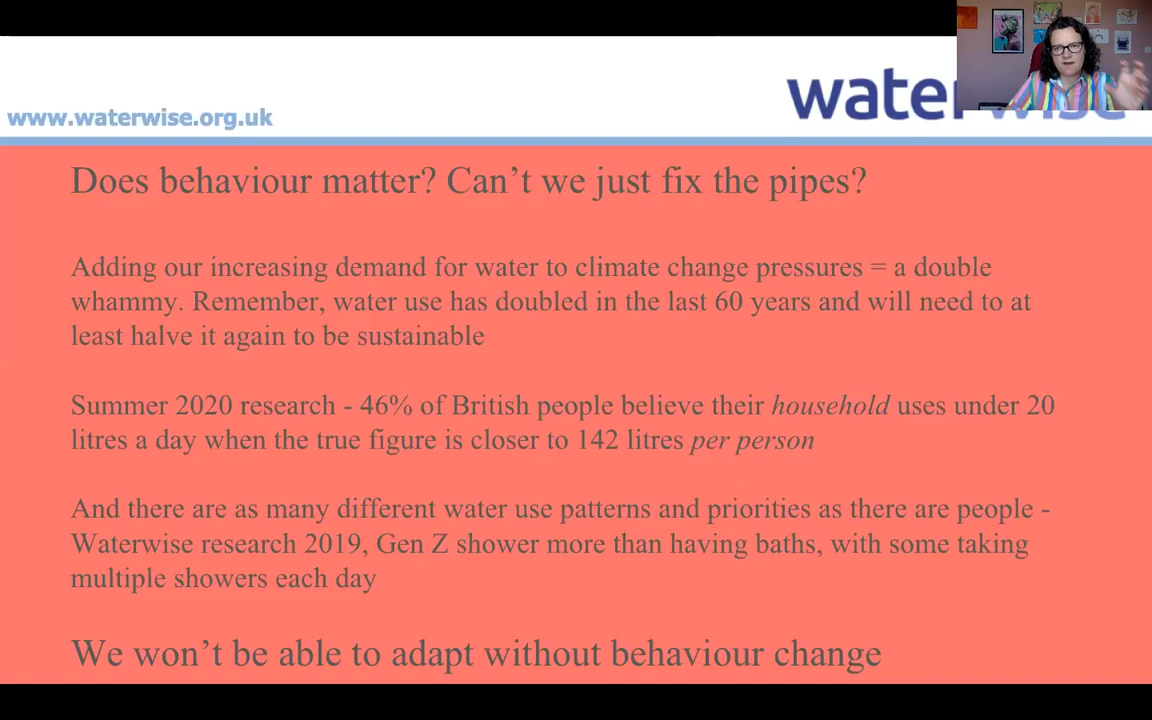 www.waterwise.org.uk
waterwise
Does behaviour matter? Can’t we just fix the pipes?
Adding our increasing demand for water to climate change pressures = a double
whammy. Remember, water use has doubled in the last 60 years and will need to at
least halve it again to be sustainable
Summer 2020 research - 46% of British people believe their household uses under 20
litres a day when the true figure is closer to 142 litres per person
And there are as many different water use patterns and priorities as there are people -
Waterwise research 2019, Gen Z shower more than having baths, with some taking
multiple showers each day
We won’t be able to adapt without behaviour change